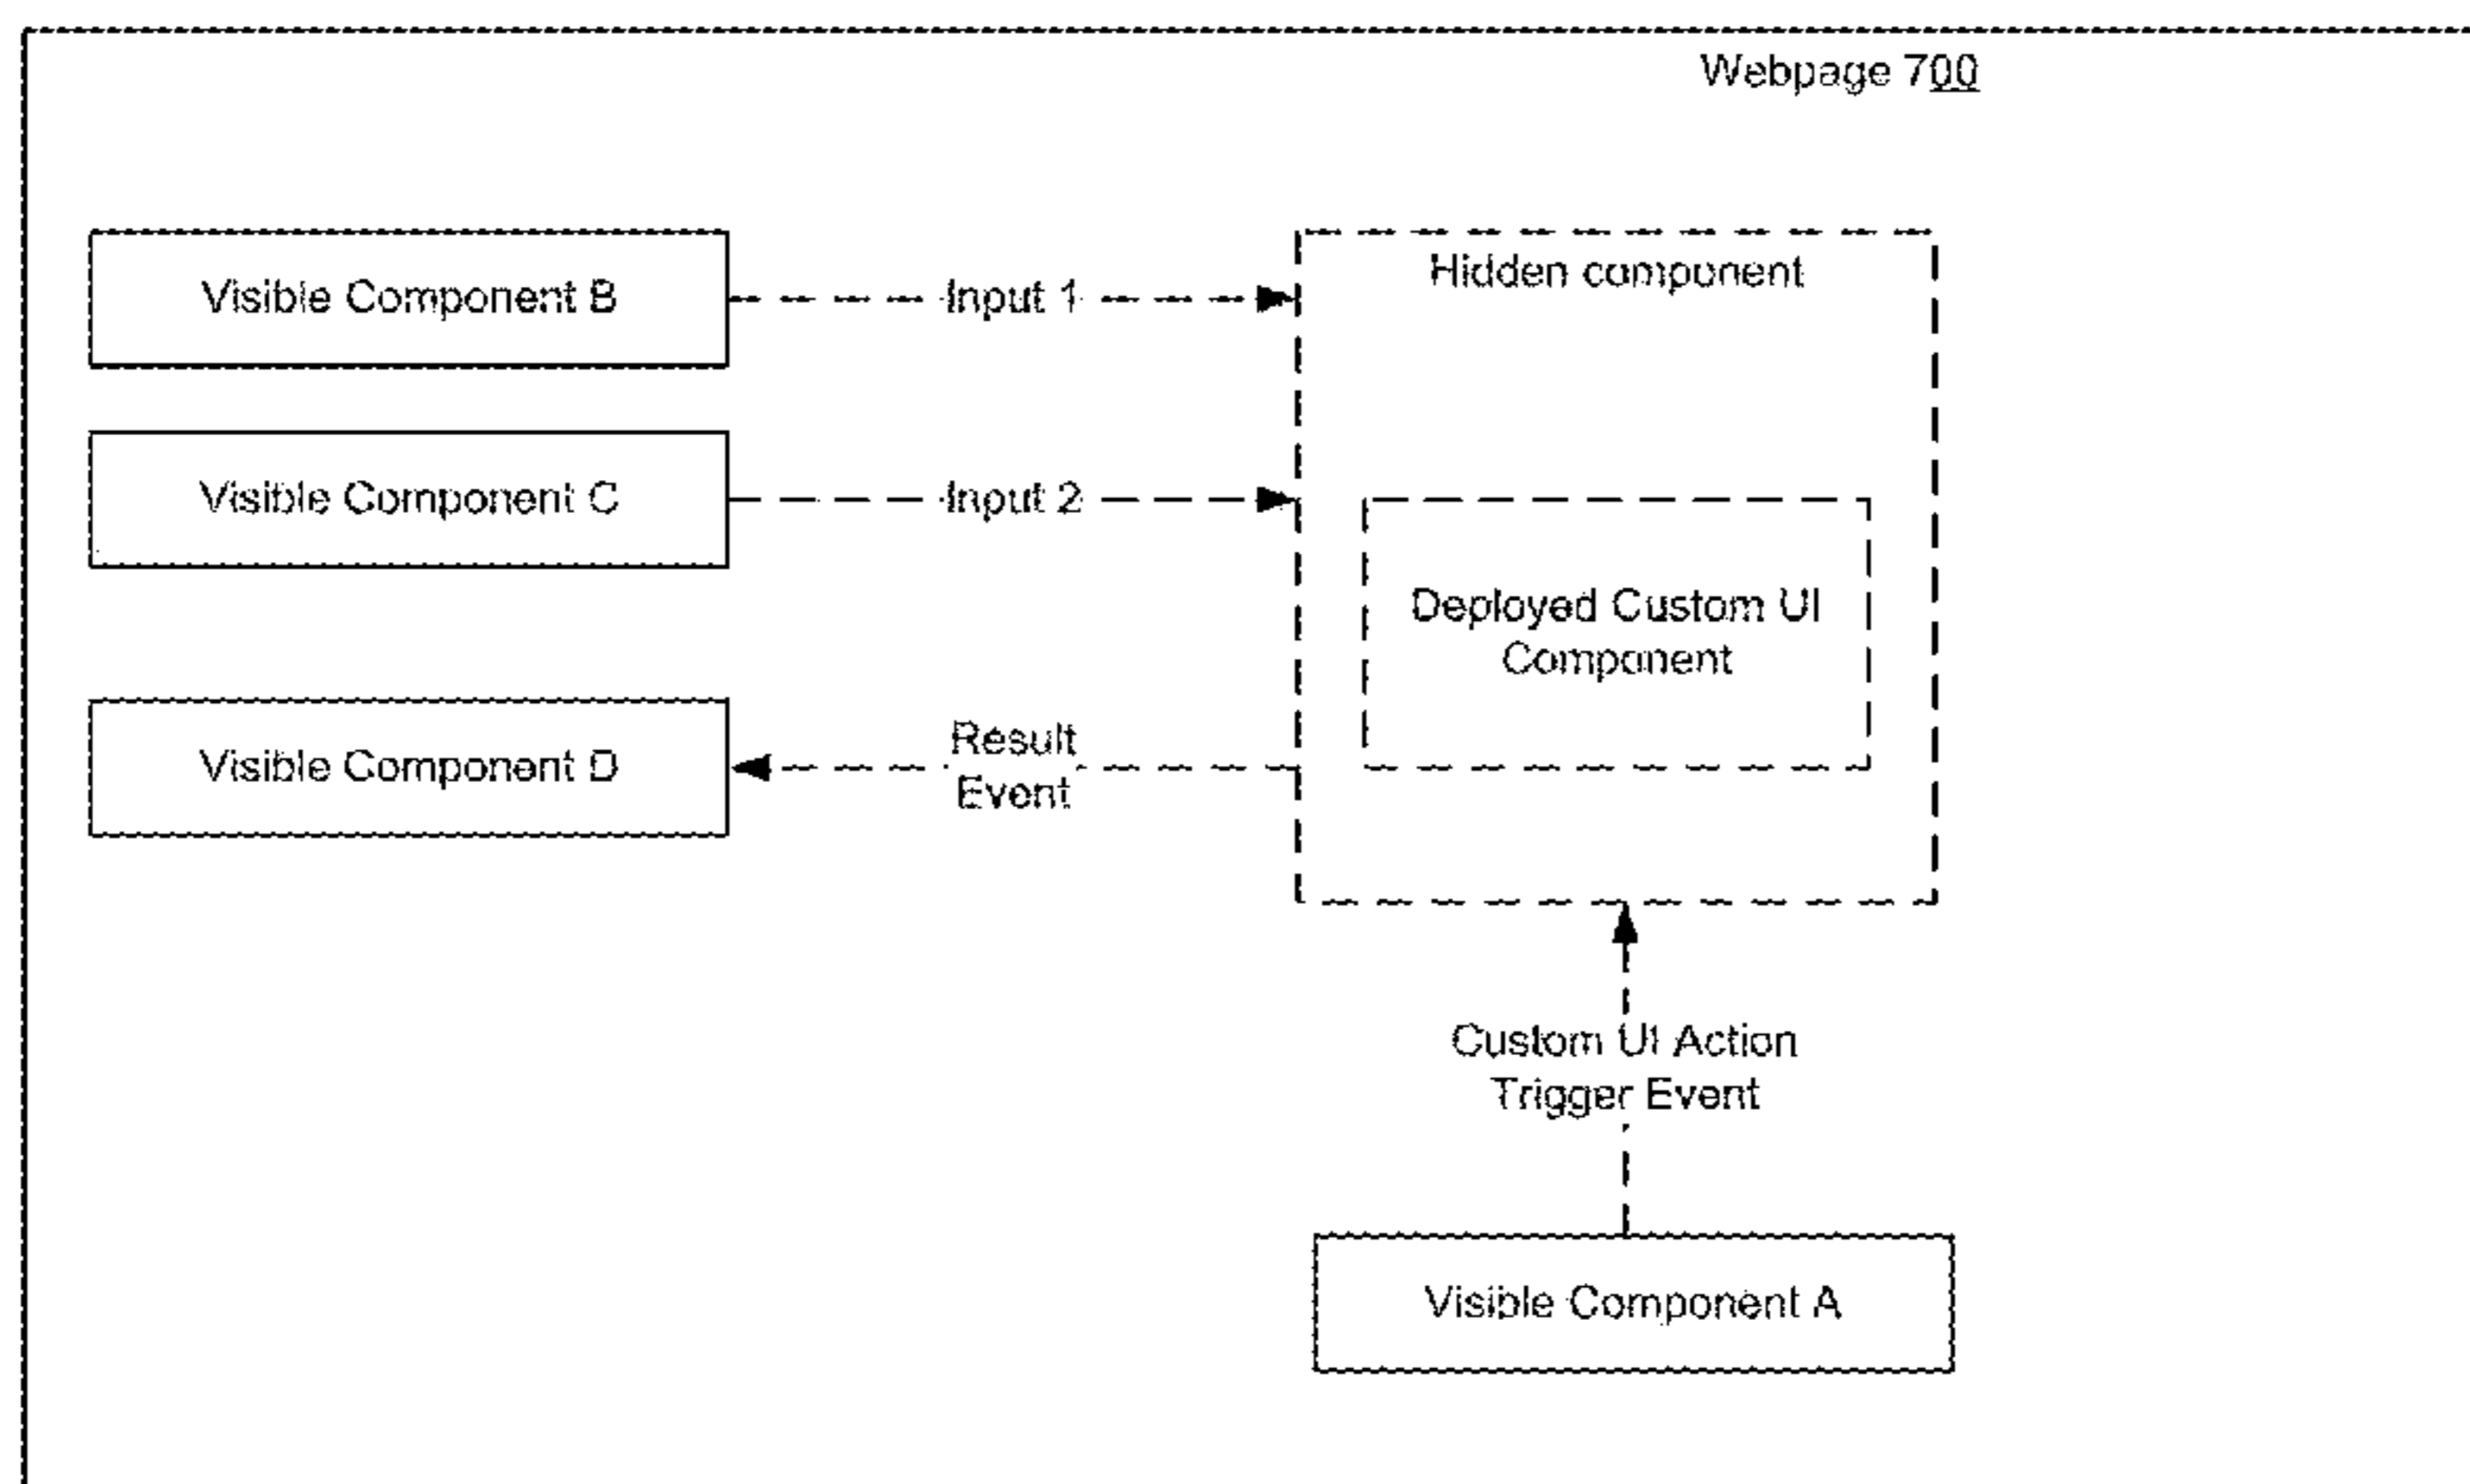 Webpage 700
Visible Component B
Input 1
Hidden component
Visible Component C
Input 2
Deployed Custom UI
Component
Visible Component D
Result
Event
Custom UI Action
Trigger Event
Visible Component A